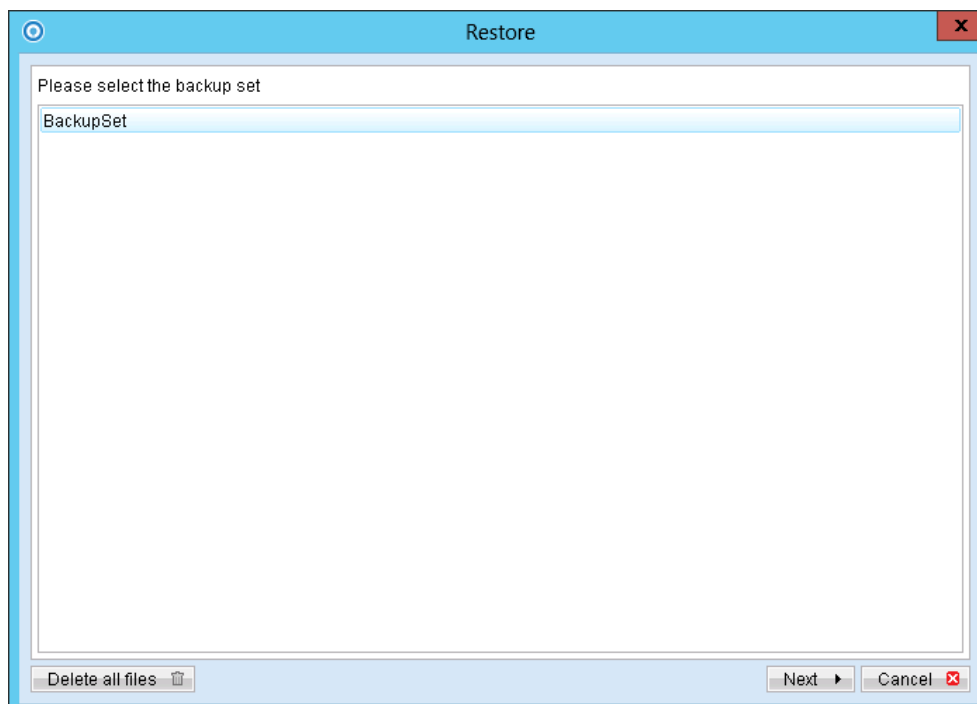 Restore
x
Please select the backup set
BackupSet
Delete all files
Next
Cancel